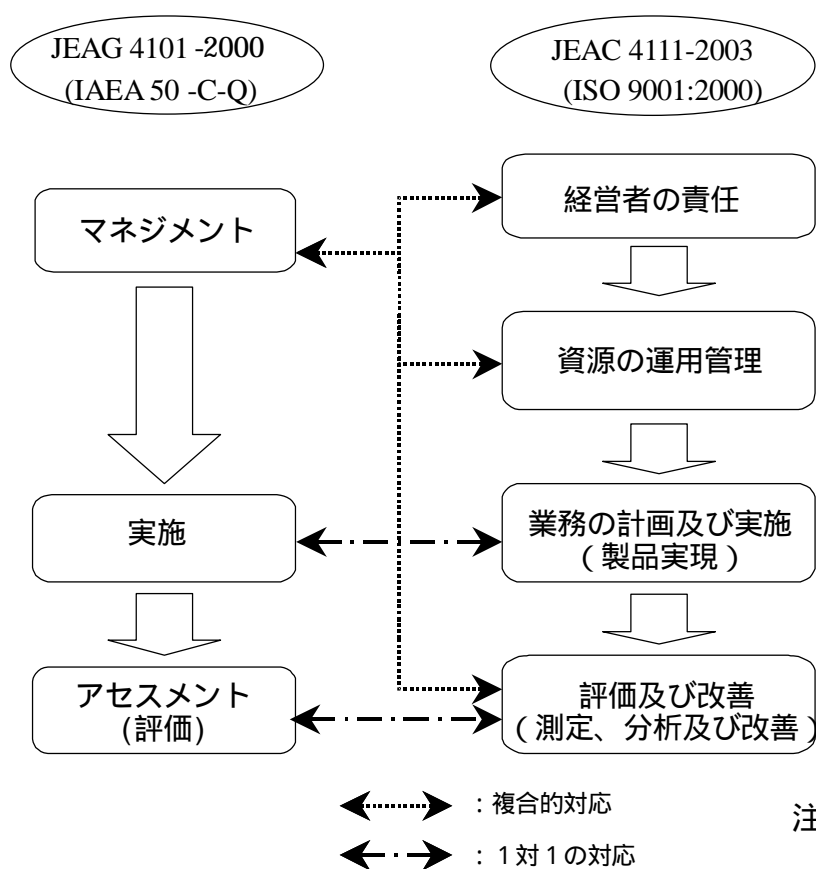 JEAG 4101 -2000
(IAEA 50 -C-Q)
JEAC 4111-2003
(ISO 9001:2000)
マネジメント
実施
アセスメント
(評価)
経営者の責任
資源の運用管理
業務の計画及び実施
(製品実現)
評価及び改善
(測定、分析及び改善)
:複合的対応
:1対1の対応
注